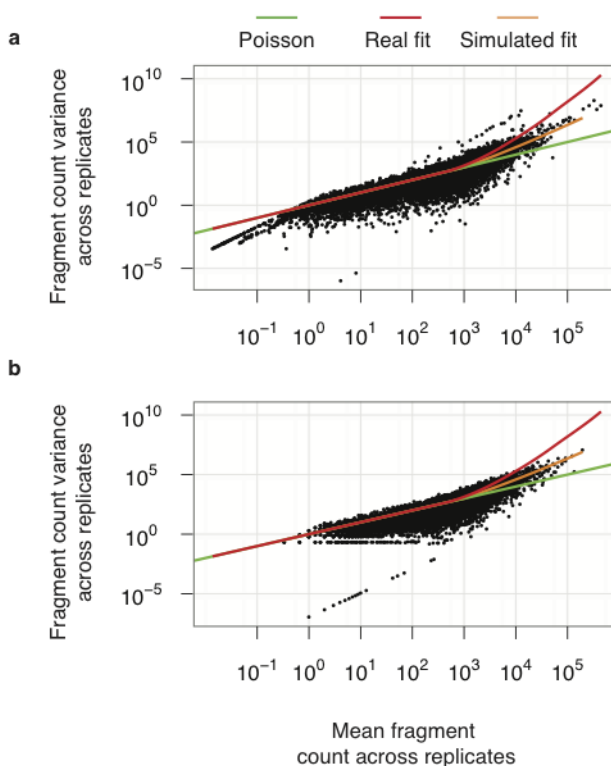 Poisson Real fit Simulated fit
a
Fragment count variance
across replicates
10^10
10^5
10^0
10^-5
10^-1 10^0 10^1 10^2 10^3 10^4 10^5
b
Fragment count variance
across replicates
10^10
10^5
10^0
10^-5
10^-1 10^0 10^1 10^2 10^3 10^4 10^5
Mean fragment
count across replicates